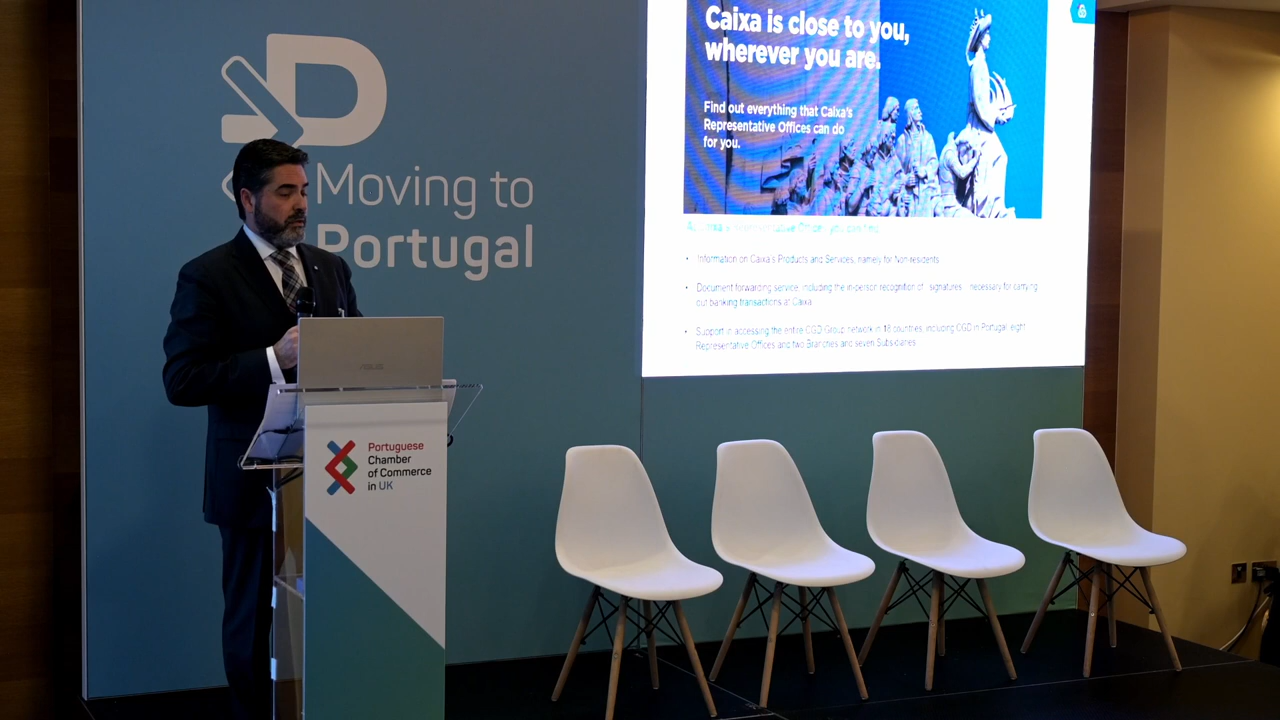 Moving to
Portugal
Caixa is close to you,
wherever you are.
Find out everything that Caixa's
Representative Offices can do
for you.
• Information on Caixa's Products and Services, namely for Non-residents
• Document forwarding service, including the in-person recognition of signatures necessary for carrying
out banking transactions at Caixa
• Support in accessing the entire CGD Group network in 18 countries, including CGD in Portugal, eight
Representative Offices and two Branches and seven Subsidiaries
ASUS
Portuguese
Chamber
of Commerce
in UK